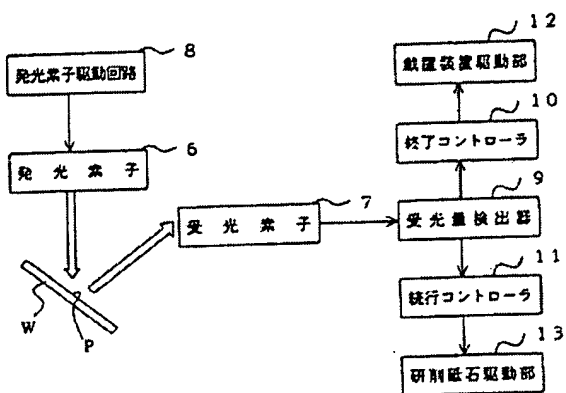 8
発光素子駆動回路
6
発光素子
7
受光素子
W
P
12
載置装置駆動部
10
終了コントローラ
9
受光量検出器
11
続行コントローラ
13
研削砥石駆動部